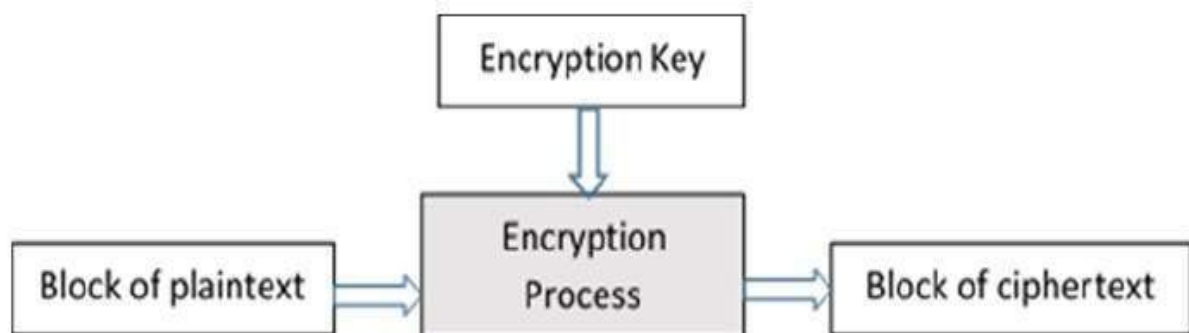 Encryption Key
Encryption
Process
Block of plaintext
Block of ciphertext